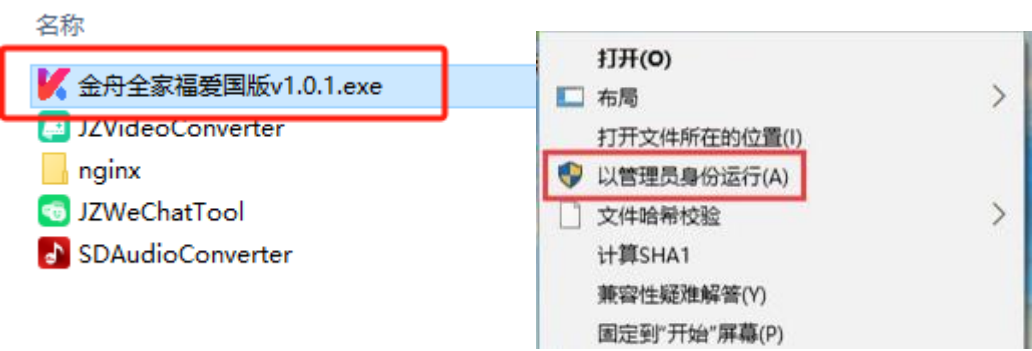 名称
金舟全家福爱国版v1.0.1.exe
JZVideoConverter
nginx
JZWeChatTool
SDAudioConverter
打开(O)
布局
打开文件所在的位置(I)
以管理员身份运行(A)
文件哈希校验
计算SHA1
兼容性疑难解答(Y)
固定到"开始"屏幕(P)